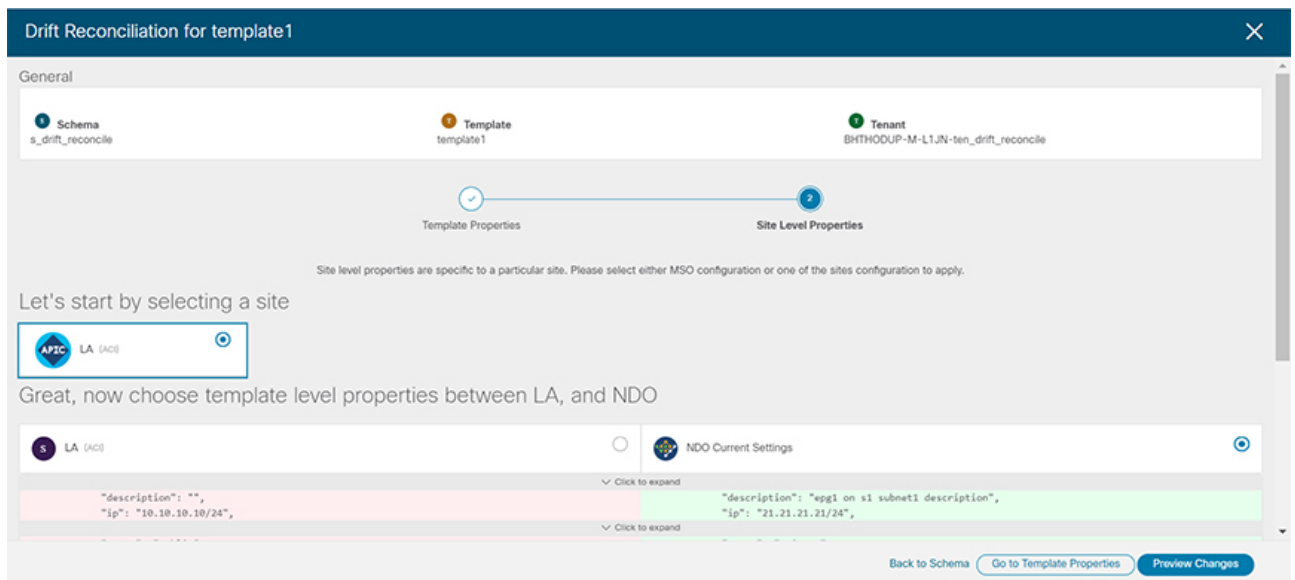 Drift Reconciliation for template1
General
Schema
s_drift_reconcile
Template
template1
Tenant
BHTHODUP-M-L1JN-ten_drift_reconcile
2
Template Properties
Site Level Properties
Site level properties are specific to a particular site. Please select either MSO configuration or one of the sites configuration to apply.
Let's start by selecting a site
APIC LA (ACI)
Great, now choose template level properties between LA, and NDO
S LA (ACI)
NDO Current Settings
Click to expand
"description": "", "description": "epg1 on s1 subnet1 description",
"ip": "10.10.10.10/24", "ip": "21.21.21.21/24",
Click to expand
Back to Schema Go to Template Properties Preview Changes